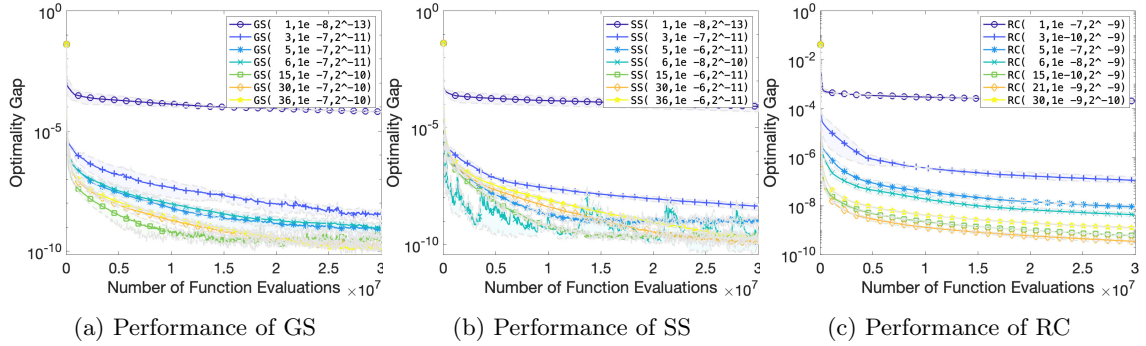 10^0
10^-5
10^-10
Optimality Gap
GS( 1,1e -8,2^-13)
GS( 3,1e -7,2^-11)
GS( 5,1e -7,2^-11)
GS( 6,1e -7,2^-11)
GS( 15,1e -7,2^-10)
GS( 30,1e -7,2^-10)
GS( 36,1e -7,2^-10)
0 0.5 1 1.5 2 2.5 3
Number of Function Evaluations ×10^7
(a) Performance of GS
10^0
10^-5
10^-10
Optimality Gap
SS( 1,1e -8,2^-13)
SS( 3,1e -7,2^-11)
SS( 5,1e -6,2^-11)
SS( 6,1e -8,2^-10)
SS( 15,1e -6,2^-11)
SS( 30,1e -6,2^-11)
SS( 36,1e -6,2^-11)
0 0.5 1 1.5 2 2.5 3
Number of Function Evaluations ×10^7
(b) Performance of SS
10^0
10^-2
10^-4
10^-6
10^-8
10^-10
Optimality Gap
RC( 1,1e -7,2^ -9)
RC( 3,1e-10,2^ -9)
RC( 5,1e -7,2^ -9)
RC( 6,1e -8,2^ -9)
RC( 15,1e-10,2^ -9)
RC( 21,1e -9,2^ -9)
RC( 30,1e -9,2^-10)
0 0.5 1 1.5 2 2.5 3
Number of Function Evaluations ×10^7
(c) Performance of RC